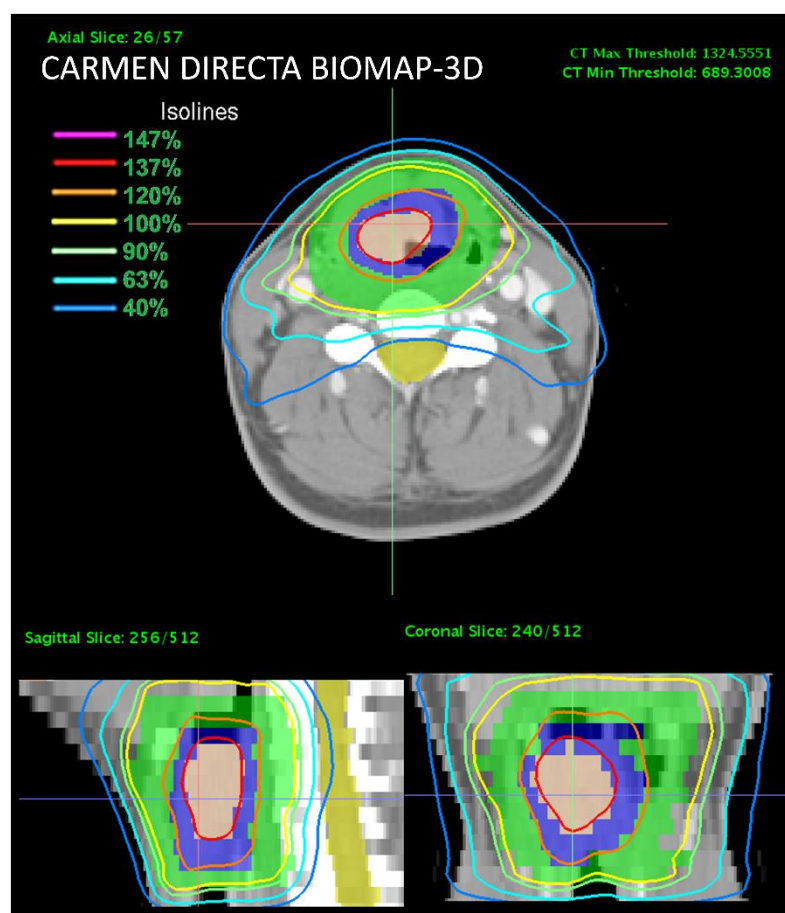 Axial Slice: 26/57
CARMEN DIRECTA BIOMAP-3D
CT Max Threshold: 1324.5551
CT Min Threshold: 689.3008
Isolines
147%
137%
120%
100%
90%
63%
40%
Sagittal Slice: 256/512
Coronal Slice: 240/512